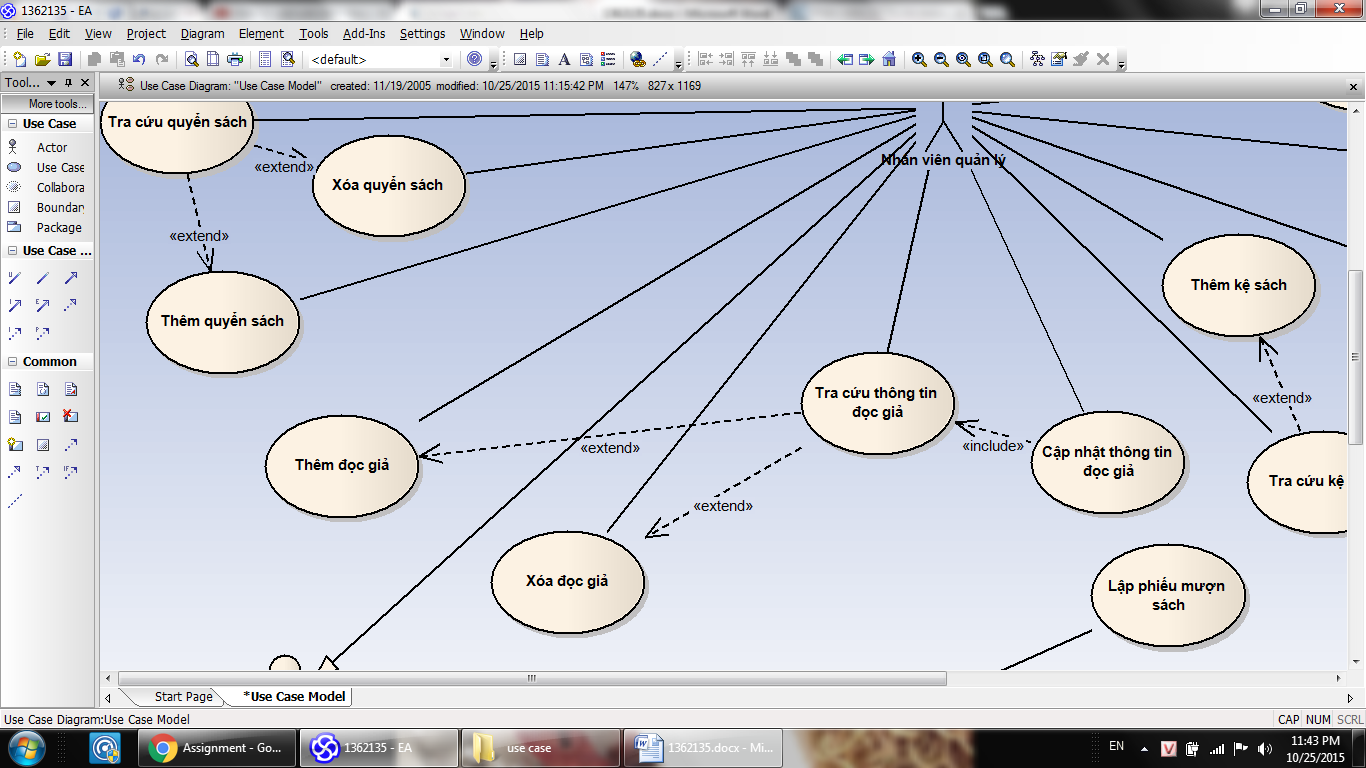 1362135 - EA
File Edit View Project Diagram Element Tools Add-Ins Settings Window Help
<default>
Tool...
More tools...
Use Case
Actor
Use Case
Collabora
Boundar
Package
Use Case ...
Common
Use Case Diagram: "Use Case Model" created: 11/19/2005 modified: 10/25/2015 11:15:42 PM 147% 827 x 1169
Tra cứu quyển sách
«extend»
Xóa quyển sách
«extend»
Thêm quyển sách
Nhân viên quản lý
Thêm kệ sách
«extend»
Tra cứu kệ
Tra cứu thông tin
đọc giả
«include»
Cập nhật thông tin
đọc giả
«extend»
Thêm đọc giả
«extend»
Xóa đọc giả
Lập phiếu mượn
sách
Start Page
*Use Case Model
Use Case Diagram:Use Case Model
CAP NUM SCRL
Assignment - Go...
1362135 - EA
use case
1362135.docx - Mi...
EN
11:43 PM
10/25/2015